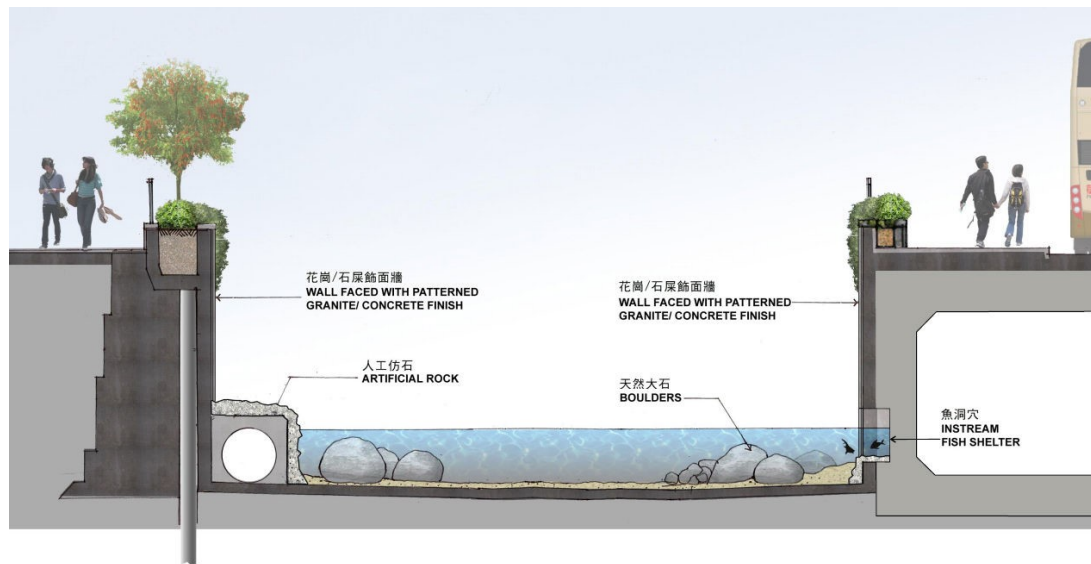 花崗/石屎飾面牆
WALL FACED WITH PATTERNED
GRANITE/ CONCRETE FINISH
花崗/石屎飾面牆
WALL FACED WITH PATTERNED
GRANITE/ CONCRETE FINISH
人工仿石
ARTIFICIAL ROCK
天然大石
BOULDERS
魚洞穴
INSTREAM
FISH SHELTER